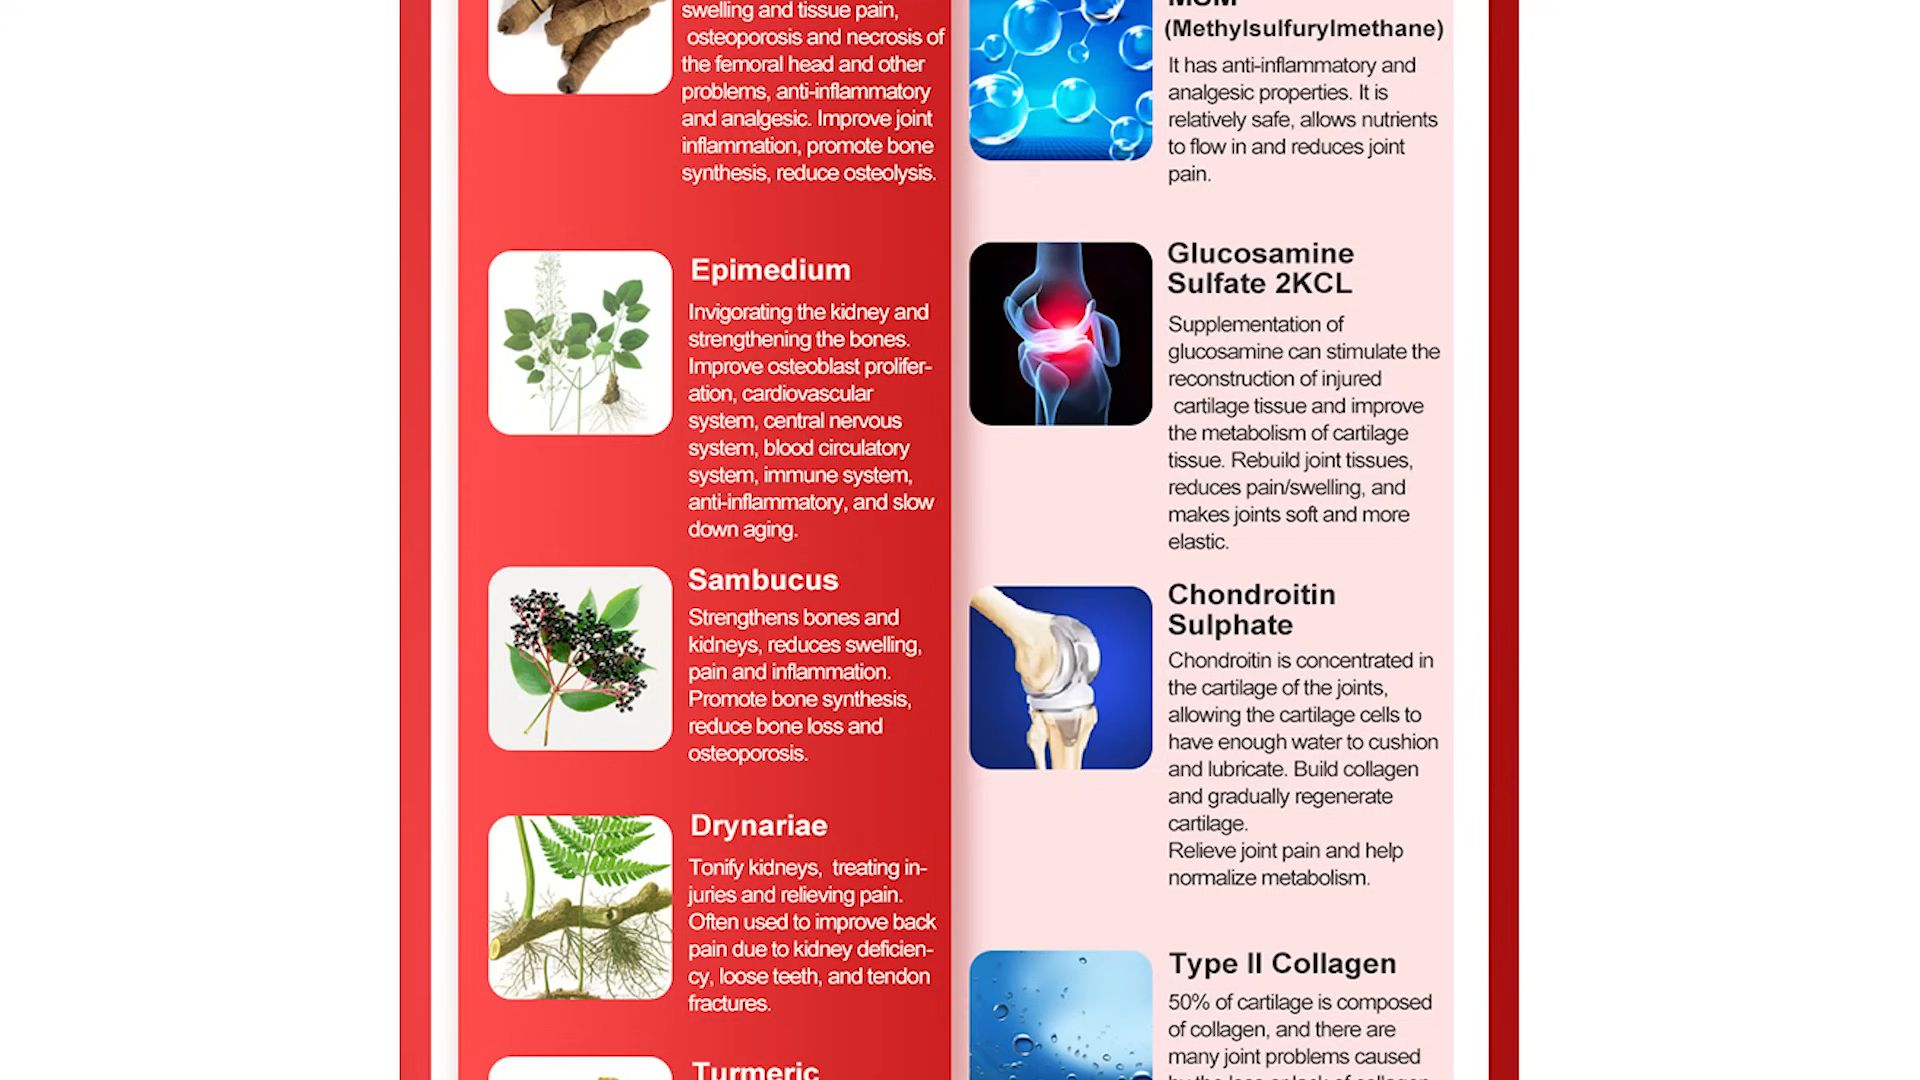 swelling and tissue pain,
osteoporosis and necrosis of
the femoral head and other
problems, anti-inflammatory
and analgesic. Improve joint
inflammation, promote bone
synthesis, reduce osteolysis.
Epimedium
Invigorating the kidney and
strengthening the bones.
Improve osteoblast prolifer-
ation, cardiovascular
system, central nervous
system, blood circulatory
system, immune system,
anti-inflammatory, and slow
down aging.
Sambucus
Strengthens bones and
kidneys, reduces swelling,
pain and inflammation.
Promote bone synthesis,
reduce bone loss and
osteoporosis.
Drynariae
Tonify kidneys, treating in-
juries and relieving pain.
Often used to improve back
pain due to kidney deficien-
cy, loose teeth, and tendon
fractures.
Turmeric
MSM
(Methylsulfurylmethane)
It has anti-inflammatory and
analgesic properties. It is
relatively safe, allows nutrients
to flow in and reduces joint
pain.
Glucosamine
Sulfate 2KCL
Supplementation of
glucosamine can stimulate the
reconstruction of injured
cartilage tissue and improve
the metabolism of cartilage
tissue. Rebuild joint tissues,
reduces pain/swelling, and
makes joints soft and more
elastic.
Chondroitin
Sulphate
Chondroitin is concentrated in
the cartilage of the joints,
allowing the cartilage cells to
have enough water to cushion
and lubricate. Build collagen
and gradually regenerate
cartilage.
Relieve joint pain and help
normalize metabolism.
Type II Collagen
50% of cartilage is composed
of collagen, and there are
many joint problems caused
by the loss or lack of collagen